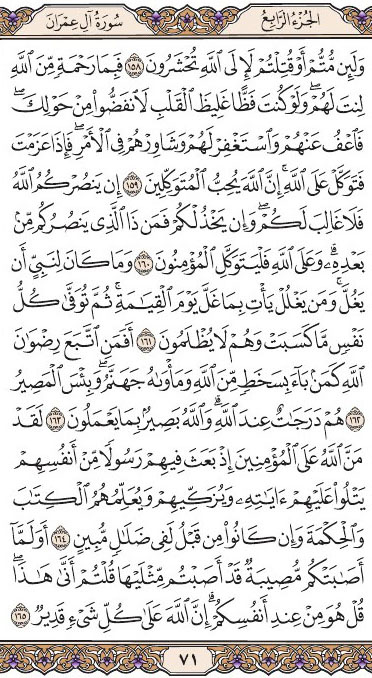 الجزء الرابع
سورة آل عمران
وَلَئِن مُّتُّمْ أَوْ قُتِلْتُمْ لَإِلَى ٱللَّهِ تُحْشَرُونَ ١٥٨ فَبِمَا رَحْمَةٍ مِّنَ ٱللَّهِ
لِنتَ لَهُمْ ۖ وَلَوْ كُنتَ فَظًّا غَلِيظَ ٱلْقَلْبِ لَٱنفَضُّوا۟ مِنْ حَوْلِكَ ۖ
فَٱعْفُ عَنْهُمْ وَٱسْتَغْفِرْ لَهُمْ وَشَاوِرْهُمْ فِى ٱلْأَمْرِ ۖ فَإِذَا عَزَمْتَ
فَتَوَكَّلْ عَلَى ٱللَّهِ ۚ إِنَّ ٱللَّهَ يُحِبُّ ٱلْمُتَوَكِّلِينَ ١٥٩ إِن يَنصُرْكُمُ ٱللَّهُ
فَلَا غَالِبَ لَكُمْ ۖ وَإِن يَخْذُلْكُمْ فَمَن ذَا ٱلَّذِى يَنصُرُكُم مِّنۢ
بَعْدِهِۦ ۗ وَعَلَى ٱللَّهِ فَلْيَتَوَكَّلِ ٱلْمُؤْمِنُونَ ١٦٠ وَمَا كَانَ لِنَبِىٍّ أَن
يَغُلَّ ۚ وَمَن يَغْلُلْ يَأْتِ بِمَا غَلَّ يَوْمَ ٱلْقِيَٰمَةِ ۚ ثُمَّ تُوَفَّىٰ كُلُّ
نَفْسٍ مَّا كَسَبَتْ وَهُمْ لَا يُظْلَمُونَ ١٦١ أَفَمَنِ ٱتَّبَعَ رِضْوَٰنَ
ٱللَّهِ كَمَنۢ بَآءَ بِسَخَطٍ مِّنَ ٱللَّهِ وَمَأْوَىٰهُ جَهَنَّمُ ۚ وَبِئْسَ ٱلْمَصِيرُ
١٦٢ هُمْ دَرَجَٰتٌ عِندَ ٱللَّهِ ۗ وَٱللَّهُ بَصِيرٌۢ بِمَا يَعْمَلُونَ ١٦٣ لَقَدْ
مَنَّ ٱللَّهُ عَلَى ٱلْمُؤْمِنِينَ إِذْ بَعَثَ فِيهِمْ رَسُولًا مِّنْ أَنفُسِهِمْ
يَتْلُوا۟ عَلَيْهِمْ ءَايَٰتِهِۦ وَيُزَكِّيهِمْ وَيُعَلِّمُهُمُ ٱلْكِتَٰبَ
وَٱلْحِكْمَةَ وَإِن كَانُوا۟ مِن قَبْلُ لَفِى ضَلَٰلٍ مُّبِينٍ ١٦٤ أَوَلَمَّآ
أَصَٰبَتْكُم مُّصِيبَةٌ قَدْ أَصَبْتُم مِّثْلَيْهَا قُلْتُمْ أَنَّىٰ هَٰذَا ۖ
قُلْ هُوَ مِنْ عِندِ أَنفُسِكُمْ ۗ إِنَّ ٱللَّهَ عَلَىٰ كُلِّ شَىْءٍ قَدِيرٌ ١٦٥
٧١